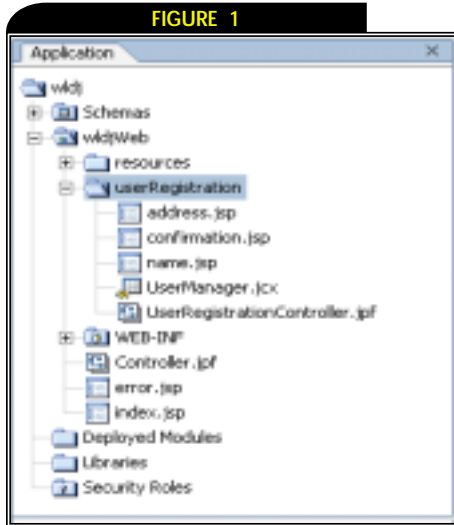 FIGURE 1
Application
wldj
Schemas
wldjWeb
resources
userRegistration
address.jsp
confirmation.jsp
name.jsp
UserManager.jcx
UserRegistrationController.jpf
WEB-INF
Controller.jpf
error.jsp
index.jsp
Deployed Modules
Libraries
Security Roles